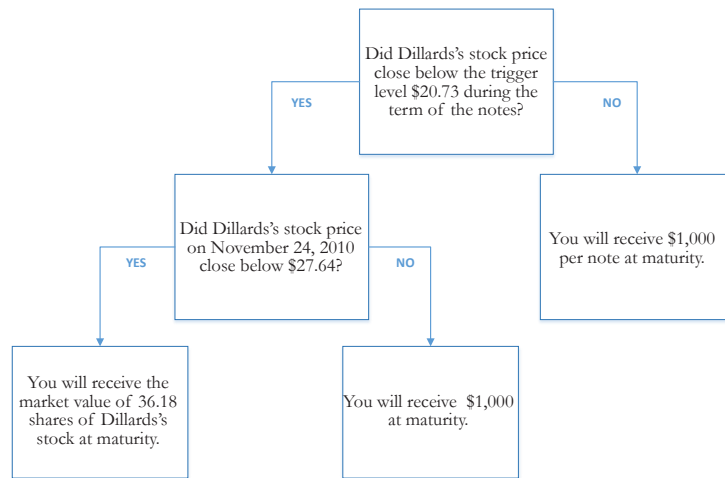 Did Dillards's stock price
close below the trigger
level $20.73 during the
term of the notes?
YES
NO
Did Dillards's stock price
on November 24, 2010
close below $27.64?
You will receive $1,000
per note at maturity.
YES
NO
You will receive the
market value of 36.18
shares of Dillards's
stock at maturity.
You will receive $1,000
at maturity.